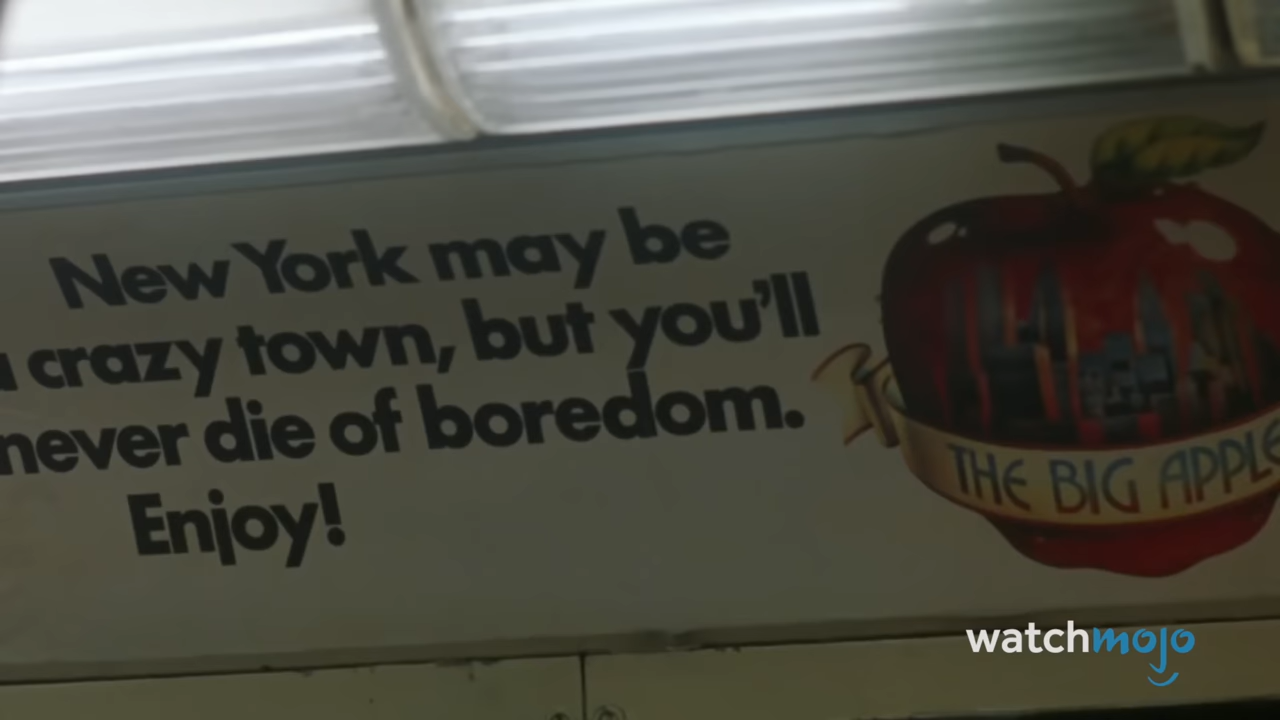 New York may be
a crazy town, but you'll
never die of boredom.
Enjoy!
THE BIG APPLE
watchmojo